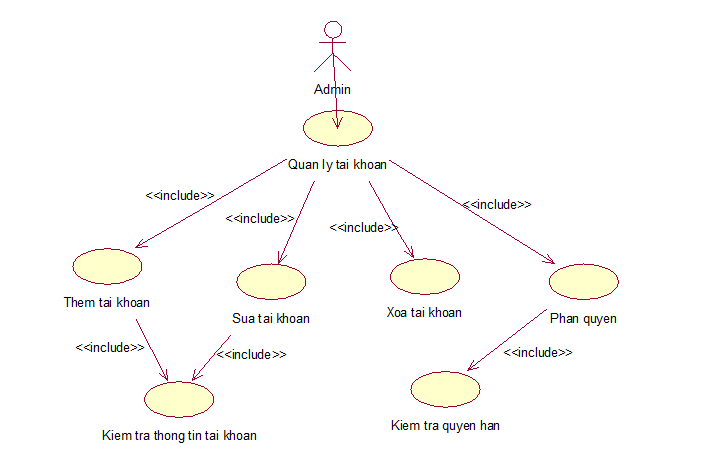 Admin
Quan ly tai khoan
<<include>>
<<include>>
<<include>>
<<include>>
Them tai khoan
Sua tai khoan
Xoa tai khoan
Phan quyen
<<include>>
<<include>>
<<include>>
Kiem tra thong tin tai khoan
Kiem tra quyen han